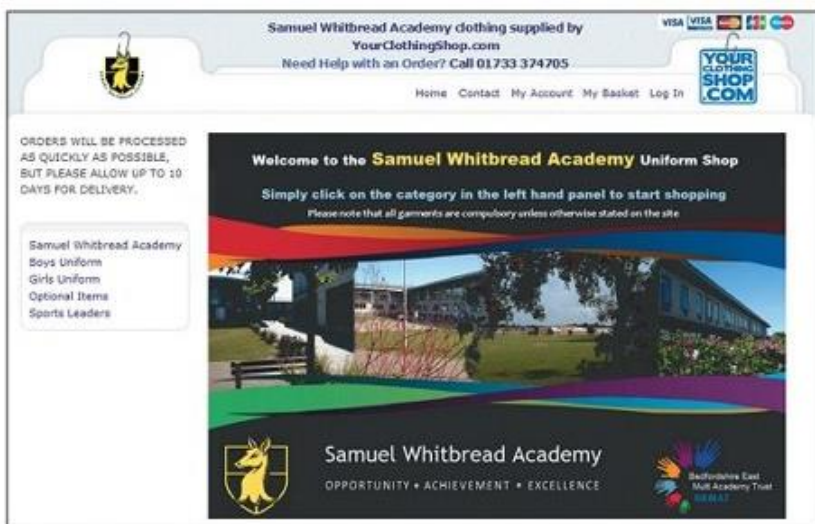 Samuel Whitbread Academy clothing supplied by
YourClothingShop.com
Need Help with an Order? Call 01733 374705
VISA VISA
YOUR
CLOTHING
SHOP
.COM
Home Contact My Account My Basket Log In
ORDERS WILL BE PROCESSED
AS QUICKLY AS POSSIBLE,
BUT PLEASE ALLOW UP TO 10
DAYS FOR DELIVERY.
Samuel Whitbread Academy
Boys Uniform
Girls Uniform
Optional Items
Sports Leaders
Welcome to the Samuel Whitbread Academy Uniform Shop
Simply click on the category in the left hand panel to start shopping
Please note that all garments are compulsory unless otherwise stated on the site
Samuel Whitbread Academy
OPPORTUNITY • ACHIEVEMENT • EXCELLENCE
Bedfordshire East
Multi Academy Trust
BEMAT